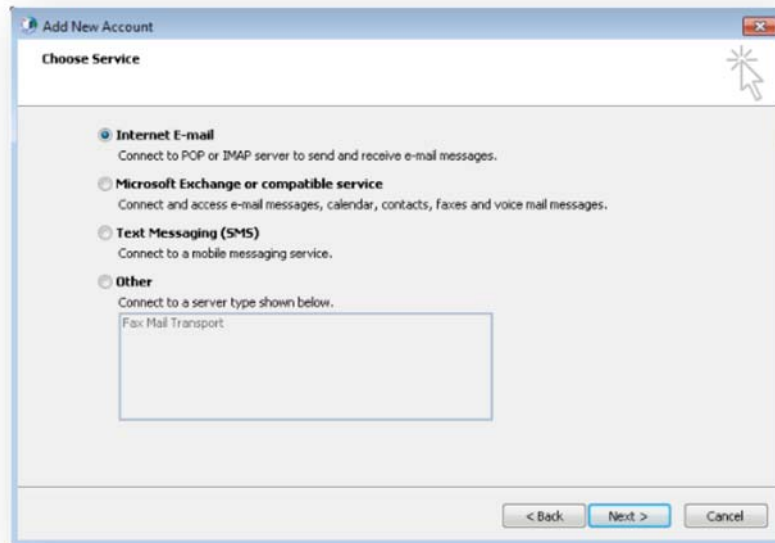 Add New Account
Choose Service
Internet E-mail
Connect to POP or IMAP server to send and receive e-mail messages.
Microsoft Exchange or compatible service
Connect and access e-mail messages, calendar, contacts, faxes and voice mail messages.
Text Messaging (SMS)
Connect to a mobile messaging service.
Other
Connect to a server type shown below.
Fax Mail Transport
< Back Next > Cancel